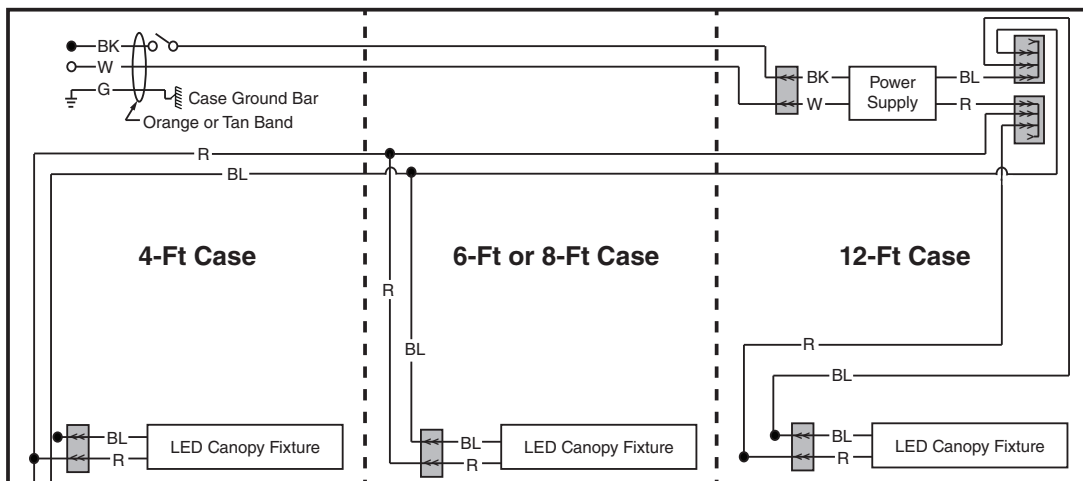 BK
W
G
Case Ground Bar
Orange or Tan Band
BK
W
Power
Supply
BL
R
R
BL
4-Ft Case
6-Ft or 8-Ft Case
12-Ft Case
R
BL
R
BL
BL
R
LED Canopy Fixture
BL
R
LED Canopy Fixture
BL
R
LED Canopy Fixture